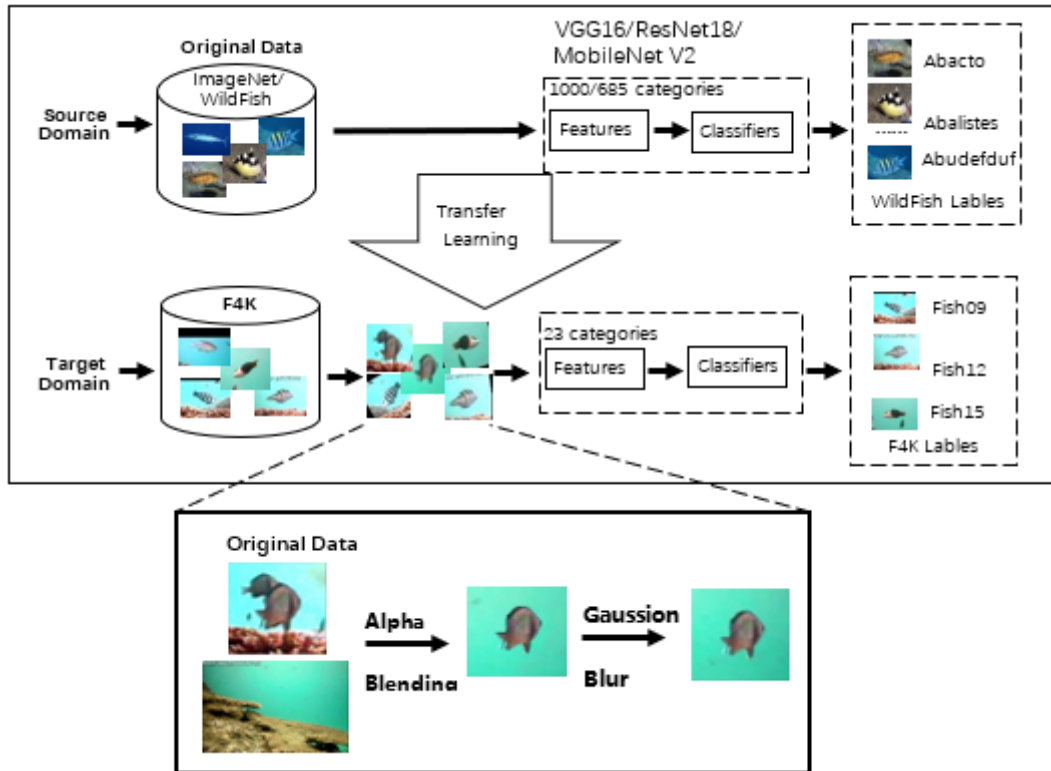 Original Data
ImageNet/
WildFish
Source
Domain
VGG16/ResNet18/
MobileNet V2
1000/685 categories
Features
Classifiers
Abacto
Abalistes
Abudefduf
WildFish Lables
Transfer
Learning
F4K
Target
Domain
23 categories
Features
Classifiers
Fish09
Fish12
Fish15
F4K Lables
Original Data
Alpha
Blending
Gaussion
Blur